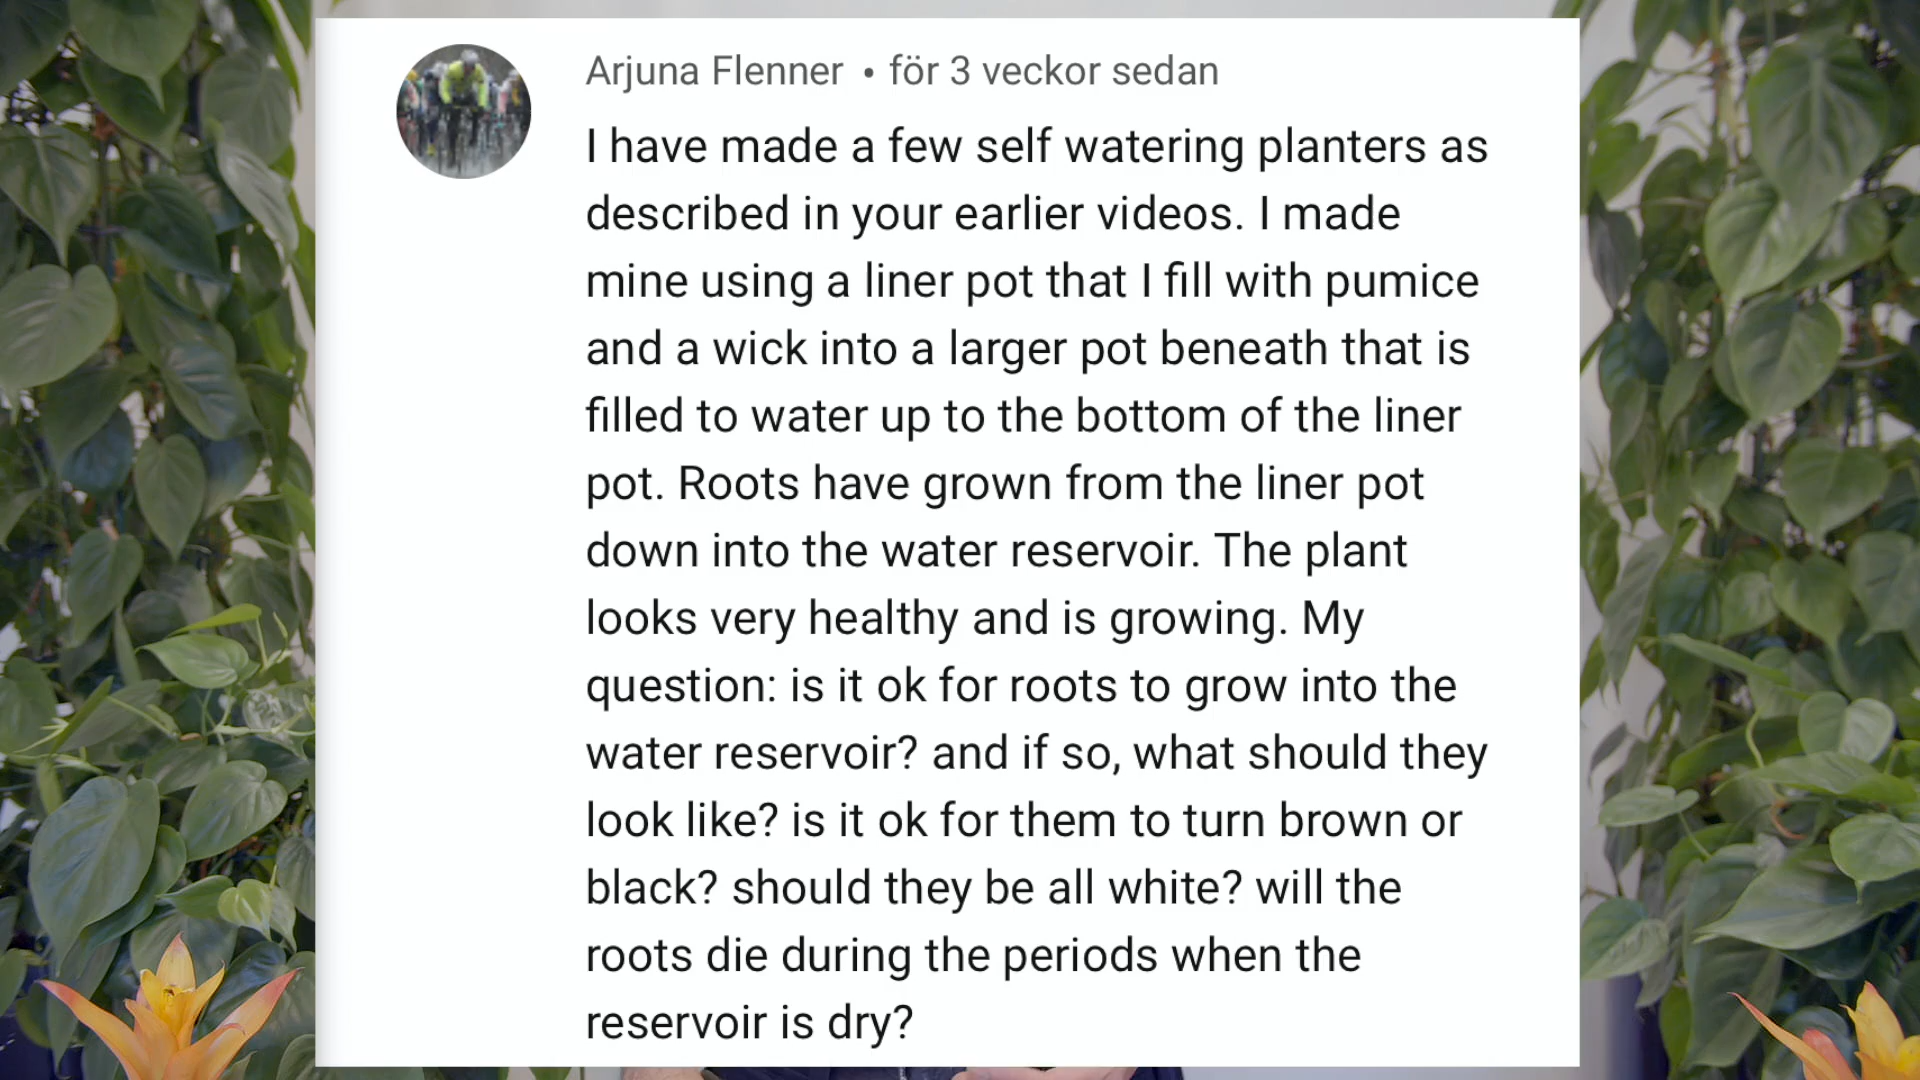 Arjuna Flenner • för 3 veckor sedan
I have made a few self watering planters as
described in your earlier videos. I made
mine using a liner pot that I fill with pumice
and a wick into a larger pot beneath that is
filled to water up to the bottom of the liner
pot. Roots have grown from the liner pot
down into the water reservoir. The plant
looks very healthy and is growing. My
question: is it ok for roots to grow into the
water reservoir? and if so, what should they
look like? is it ok for them to turn brown or
black? should they be all white? will the
roots die during the periods when the
reservoir is dry?